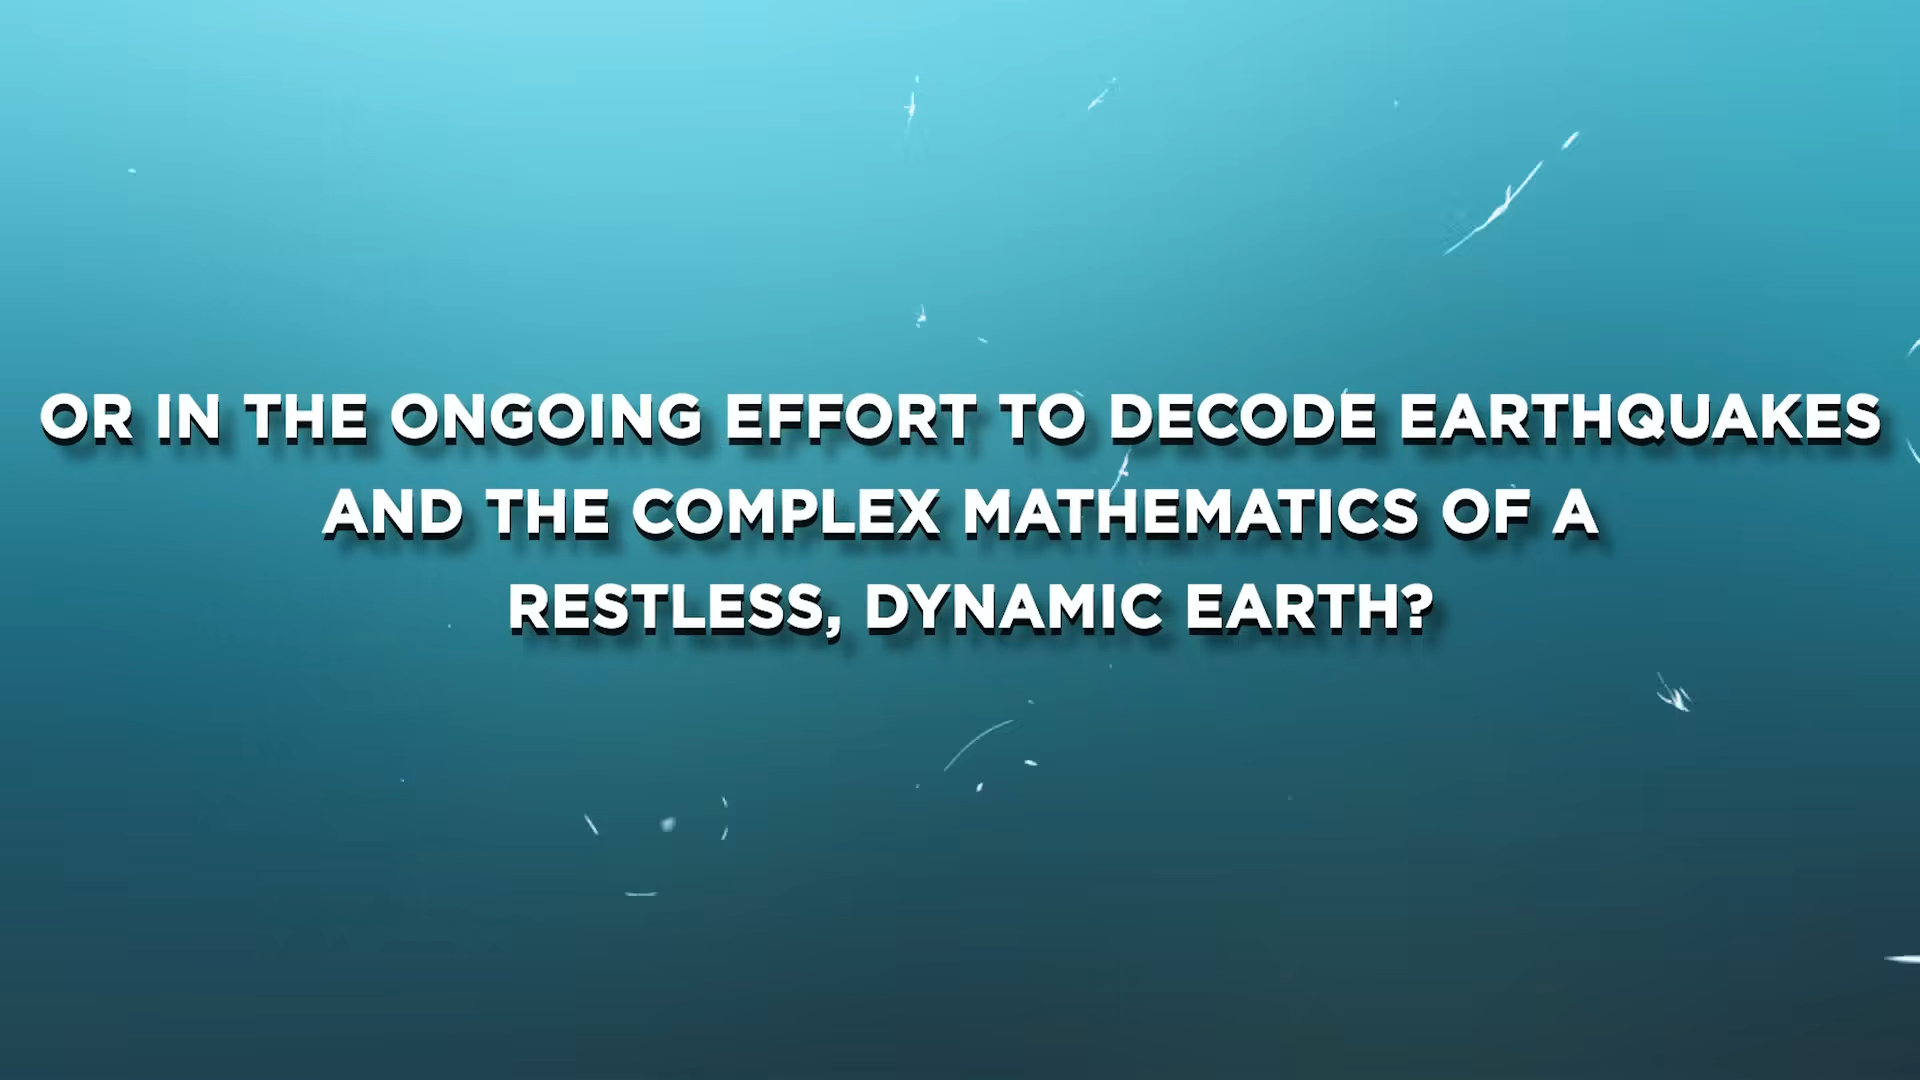 OR IN THE ONGOING EFFORT TO DECODE EARTHQUAKES
AND THE COMPLEX MATHEMATICS OF A
RESTLESS, DYNAMIC EARTH?